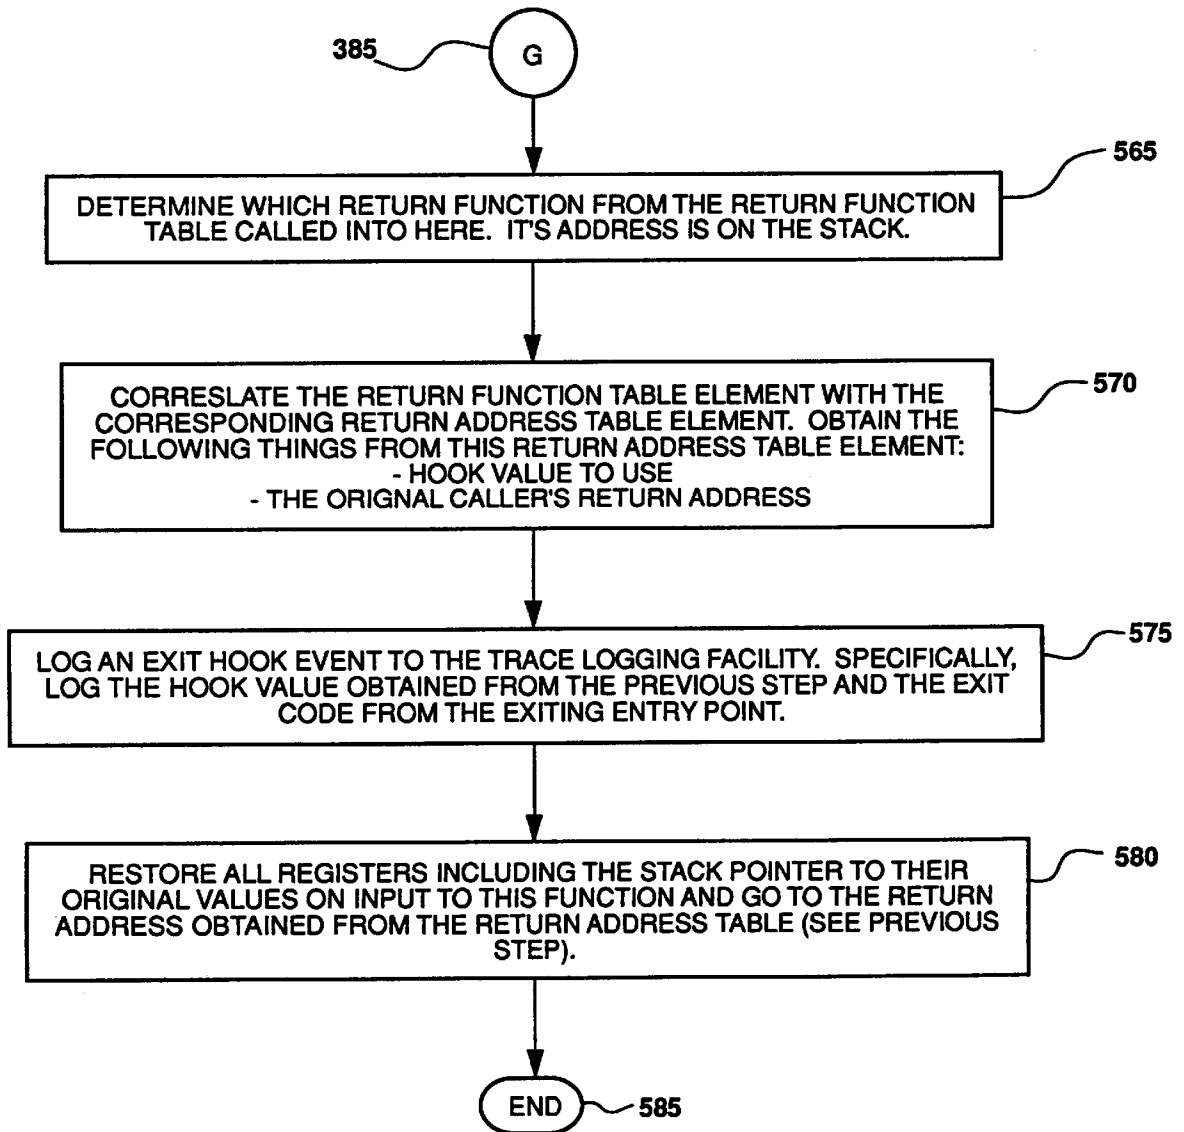 385
G
565
DETERMINE WHICH RETURN FUNCTION FROM THE RETURN FUNCTION
TABLE CALLED INTO HERE. IT'S ADDRESS IS ON THE STACK.
570
CORRESLATE THE RETURN FUNCTION TABLE ELEMENT WITH THE
CORRESPONDING RETURN ADDRESS TABLE ELEMENT. OBTAIN THE
FOLLOWING THINGS FROM THIS RETURN ADDRESS TABLE ELEMENT:
- HOOK VALUE TO USE
- THE ORIGNAL CALLER'S RETURN ADDRESS
575
LOG AN EXIT HOOK EVENT TO THE TRACE LOGGING FACILITY. SPECIFICALLY,
LOG THE HOOK VALUE OBTAINED FROM THE PREVIOUS STEP AND THE EXIT
CODE FROM THE EXITING ENTRY POINT.
580
RESTORE ALL REGISTERS INCLUDING THE STACK POINTER TO THEIR
ORIGINAL VALUES ON INPUT TO THIS FUNCTION AND GO TO THE RETURN
ADDRESS OBTAINED FROM THE RETURN ADDRESS TABLE (SEE PREVIOUS
STEP).
END
585